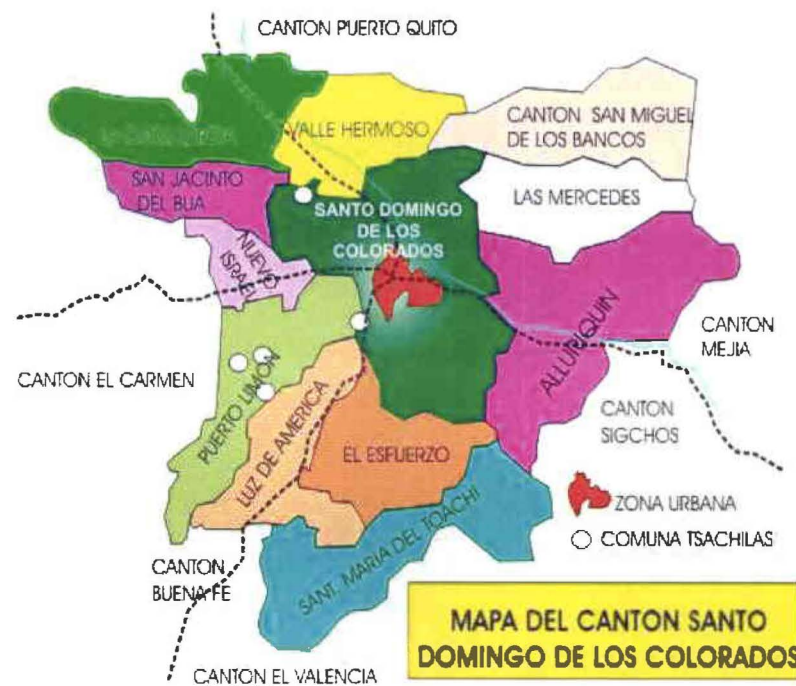 CANTON PUERTO QUITO
VALLE HERMOSO
CANTON SAN MIGUEL
DE LOS BANCOS
SAN JACINTO
DEL BUA
LAS MERCEDES
SANTO DOMINGO
DE LOS
COLORADOS
NUEVO
ISRAEL
ALLURIQUIN
CANTON
MEJIA
CANTON EL CARMEN
PUERTO LIMON
LUZ DE AMERICA
CANTON
SIGCHOS
EL ESFUERZO
ZONA URBANA
COMUNA TSACHILAS
SANT. MARIA DEL TOACHI
CANTON
BUENA FE
CANTON EL VALENCIA
MAPA DEL CANTON SANTO
DOMINGO DE LOS COLORADOS